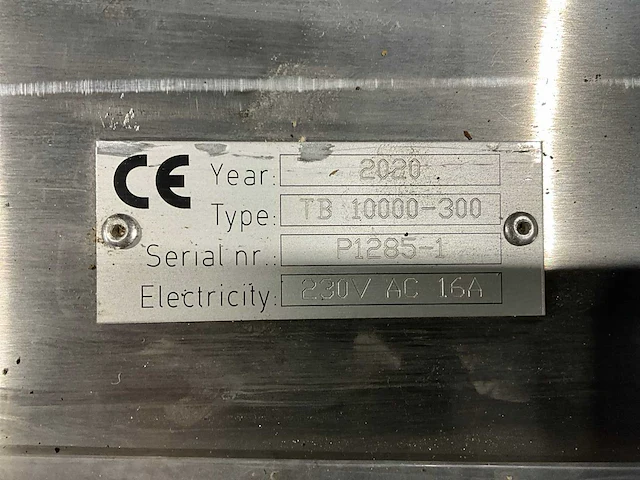 CE
Year: 2020
Type: TB 10000-300
Serial nr.: P1285-1
Electricity: 230V AC 16A